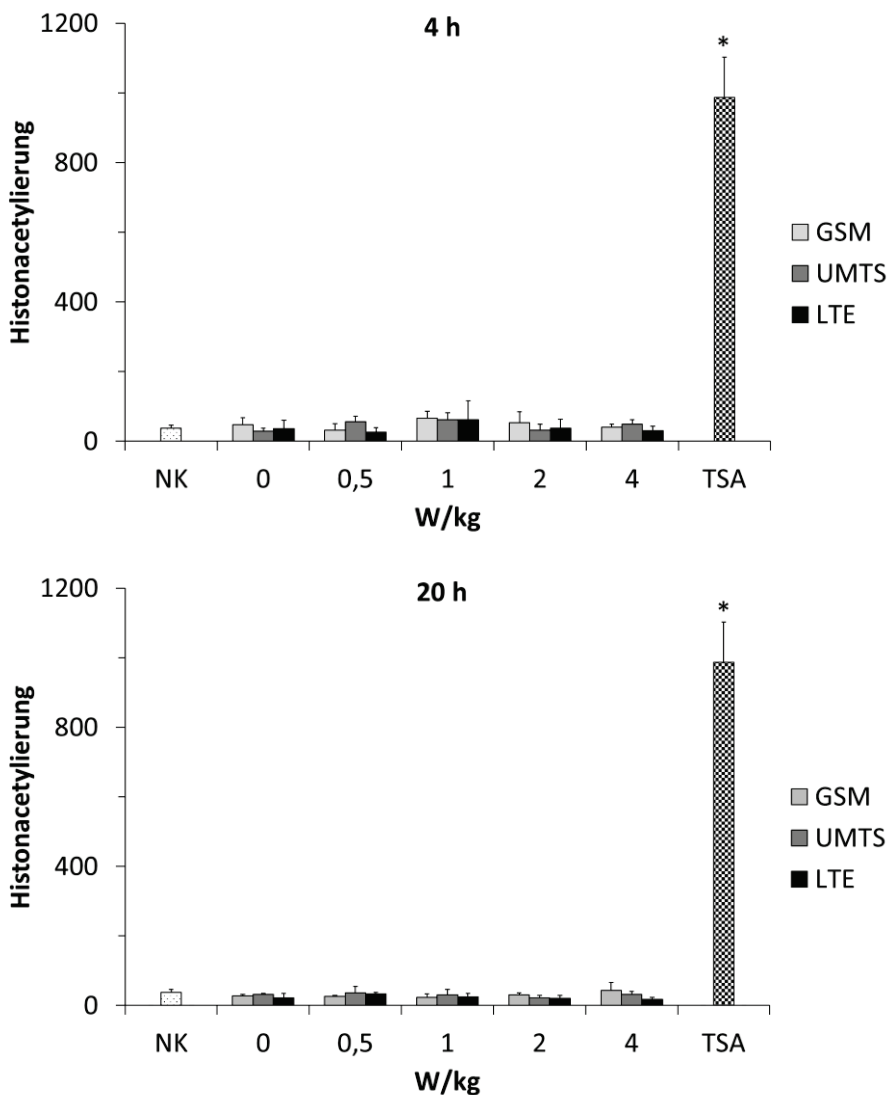 4 h
1200
800
400
0
Histonacetylierung
*
GSM
UMTS
LTE
NK 0 0,5 1 2 4 TSA
W/kg
20 h
1200
800
400
0
Histonacetylierung
*
GSM
UMTS
LTE
NK 0 0,5 1 2 4 TSA
W/kg